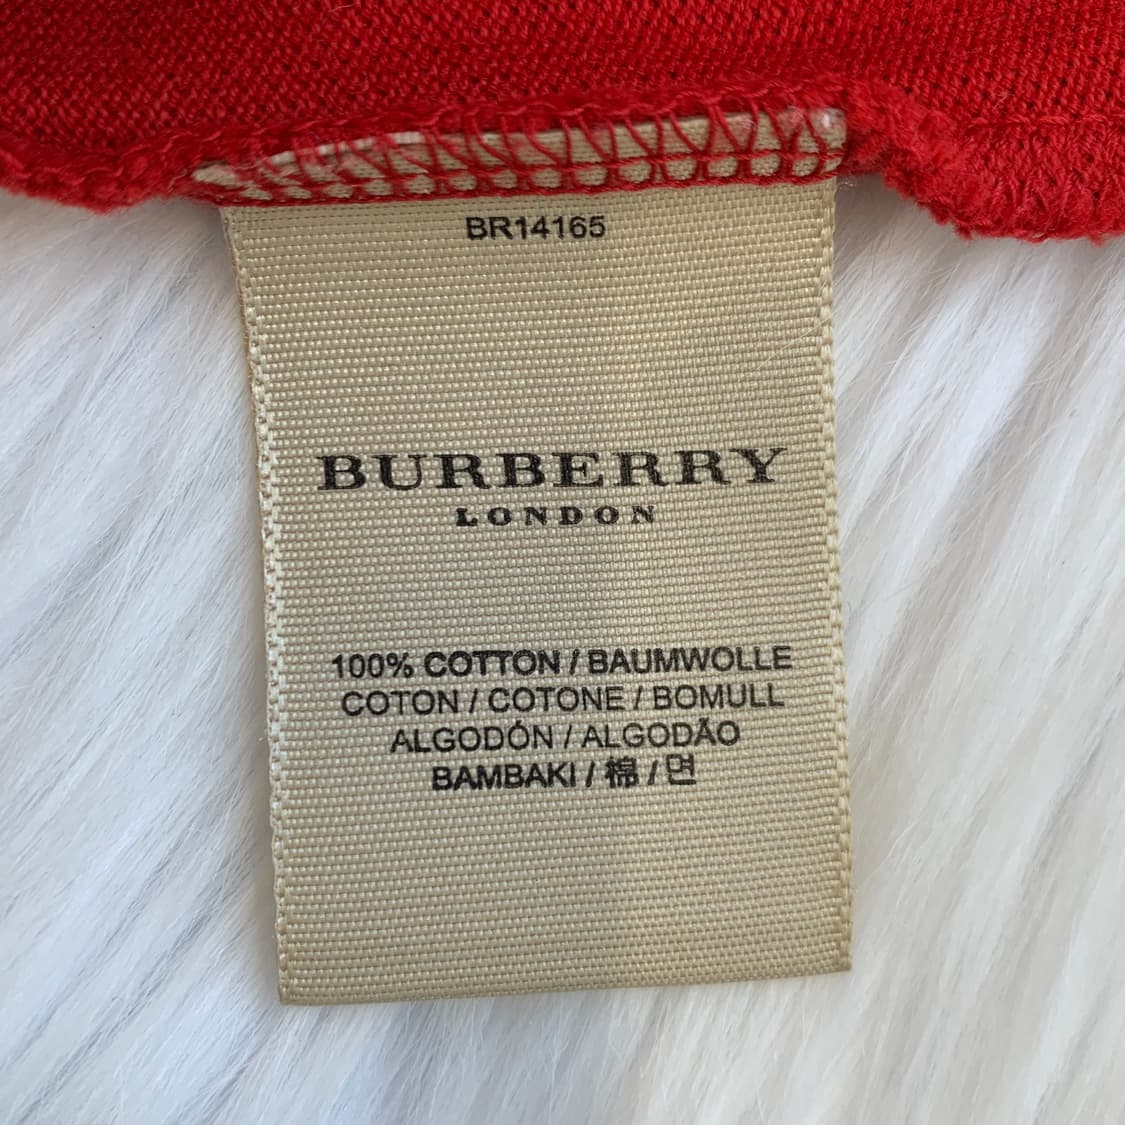 BR14165
BURBERRY
LONDON
100% COTTON / BAUMWOLLE
COTON / COTONE / BOMULL
ALGODÓN / ALGODÃO
BAMBAKI / 棉 / 면